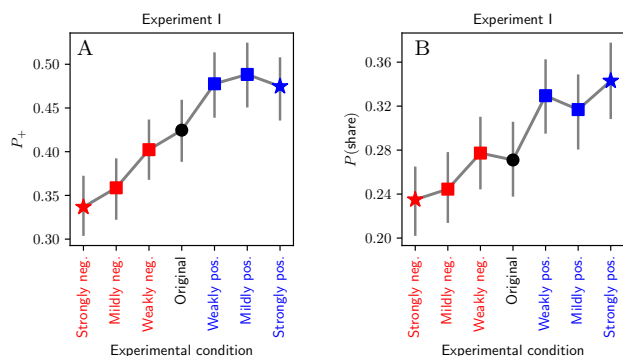 Experiment I
A
P+
0.50
0.45
0.40
0.35
0.30
Strongly neg.
Mildly neg.
Weakly neg.
Original
Weakly pos.
Mildly pos.
Strongly pos.
Experimental condition
Experiment I
B
P(share)
0.36
0.32
0.28
0.24
0.20
Strongly neg.
Mildly neg.
Weakly neg.
Original
Weakly pos.
Mildly pos.
Strongly pos.
Experimental condition